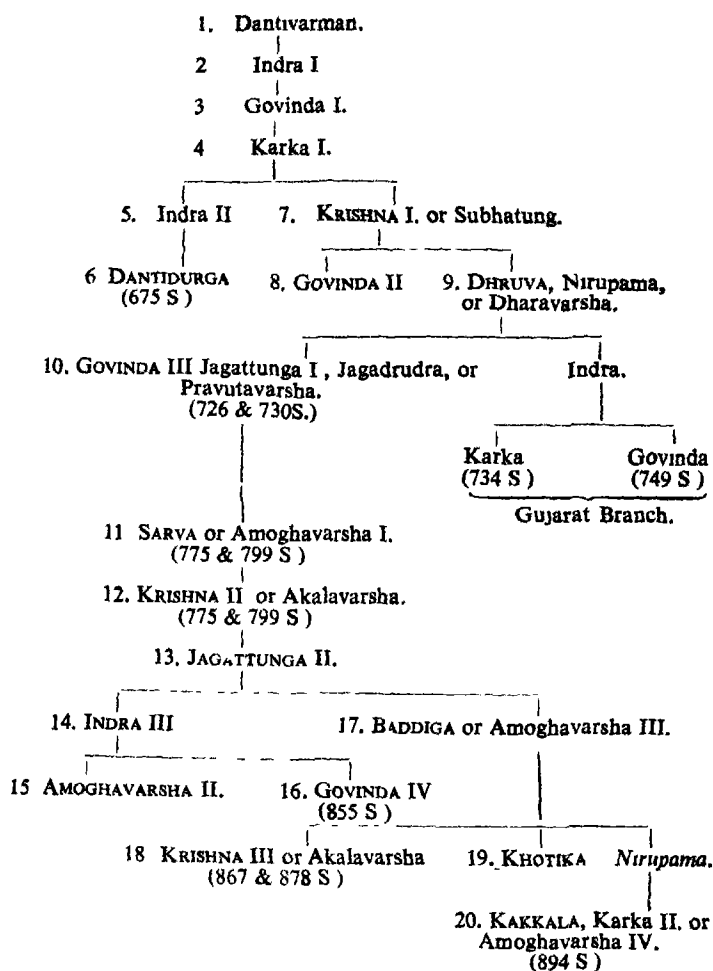 1. Dantivarman.
2 Indra I
3 Govinda I.
4 Karka I.
5. Indra II 7. KRISHNA I. or Subhatung.
6 DANTIDURGA 8. GOVINDA II 9. DHRUVA, Nirupama,
(675 S) or Dharavarsha.
10. GOVINDA III Jagattunga I, Jagadrudra, or Indra.
Pravutavarsha.
(726 & 730S.)
Karka Govinda
(734 S) (749 S)
Gujarat Branch.
11 SARVA or Amoghavarsha I.
(775 & 799 S)
12. KRISHNA II or Akalavarsha.
(775 & 799 S)
13. JAGATTUNGA II.
14. INDRA III 17. BADDIGA or Amoghavarsha III.
15 AMOGHAVARSHA II. 16. GOVINDA IV
(855 S)
18 KRISHNA III or Akalavarsha 19. KHOTIKA Nirupama.
(867 & 878 S)
20. KAKKALA, Karka II. or
Amoghavarsha IV.
(894 S)